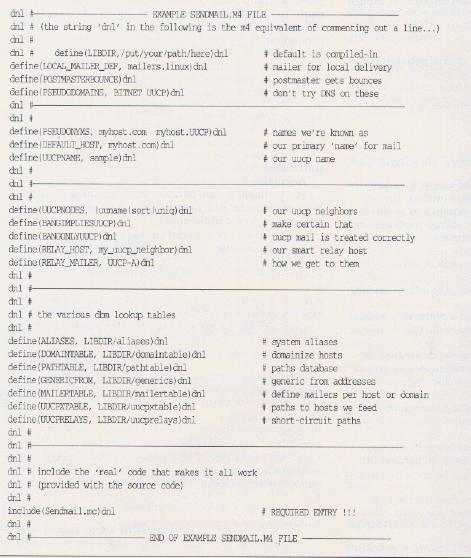 dnl #———————————— EXAMPLE SENDMAIL.M4 FILE ————————————
dnl # (the string 'dnl' in the following is the m4 equivalent of commenting out a line...)
dnl #
dnl #    define(LIBDIR,/put/your/path/here)dnl    # default is compiled-in
define(LOCAL_MAILER_DEF, mailers.linux)dnl    # mailer for local delivery
define(POSTMASTERBOUNCE)dnl    # postmaster gets bounces
define(PSEUDODOMAINS, BITNET UUCP)dnl    # don't try DNS on these
dnl #————————————————————————————————————
dnl #
define(PSEUDONYMS, myhost.com myhost.UUCP)dnl    # names we're known as
define(DEFAULT_HOST, myhost.com)dnl    # our primary 'name' for mail
define(UUCPNAME, sample)dnl    # our uucp name
dnl #
dnl #————————————————————————————————————
dnl #
define(UUCPNODES, |uuname|sort|uniq)dnl    # our uucp neighbors
define(BANGIMPLIESUUCP)dnl    # make certain that
define(BANGONLYUUCP)dnl    # uucp mail is treated correctly
define(RELAY_HOST, my_uucp_neighbor)dnl    # our smart relay host
define(RELAY_MAILER, UUCP-A)dnl    # how we get to them
dnl #
dnl #————————————————————————————————————
dnl #
dnl # the various dbm lookup tables
dnl #
define(ALIASES, LIBDIR/aliases)dnl    # system aliases
define(DOMAINTABLE, LIBDIR/domaintable)dnl    # domainize hosts
define(PATHTABLE, LIBDIR/pathtable)dnl    # paths database
define(GENERICFROM, LIBDIR/generics)dnl    # generic from addresses
define(MAILERTABLE, LIBDIR/mailertable)dnl    # define mailers per host or domain
define(UUCPXTABLE, LIBDIR/uucpxtable)dnl    # paths to hosts we feed
define(UUCPRELAYS, LIBDIR/uucprelays)dnl    # short-circuit paths
dnl #
dnl #————————————————————————————————————
dnl #
dnl # include the 'real' code that makes it all work
dnl # (provided with the source code)
dnl #
include(Sendmail.mc)dnl    # REQUIRED ENTRY !!!
dnl #
dnl #———————————— END OF EXAMPLE SENDMAIL.M4 FILE ————————————